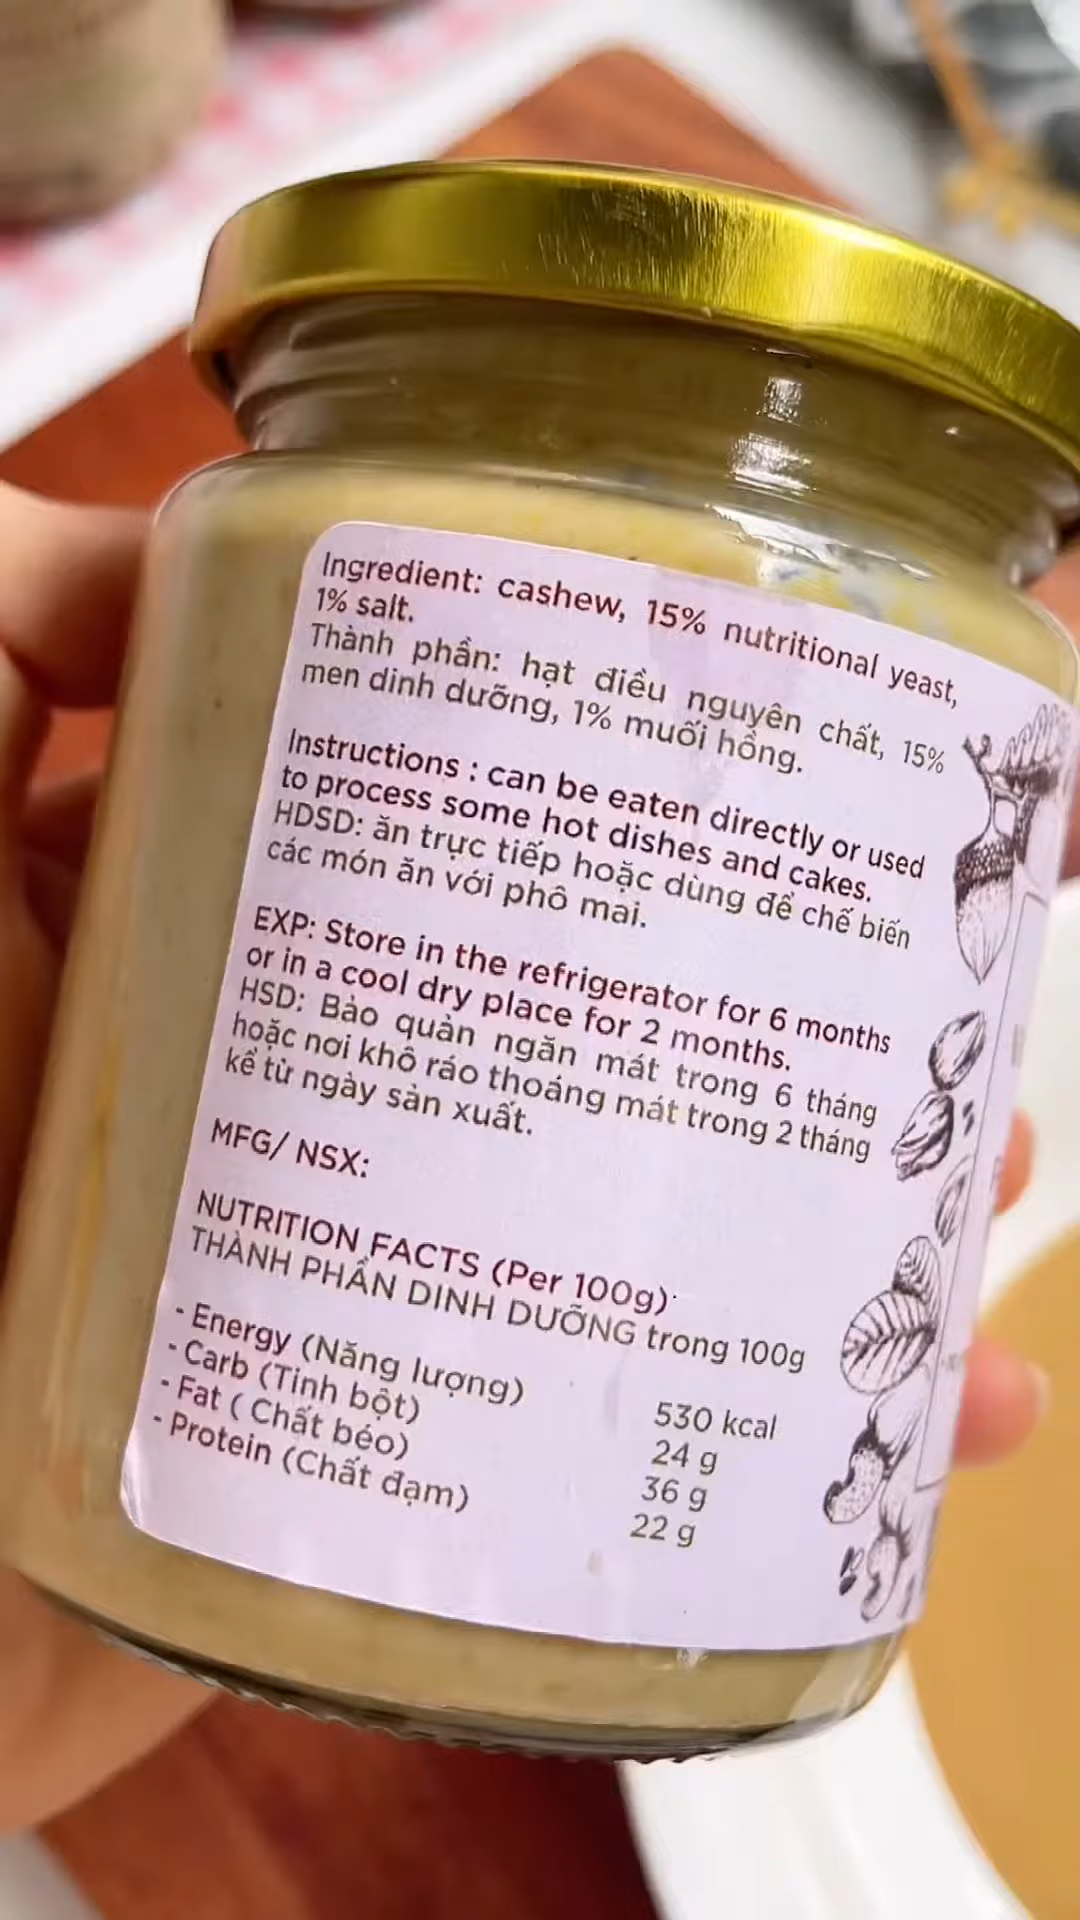 Ingredient: cashew, 15% nutritional yeast,
1% salt.
Thành phần: hạt điều nguyên chất, 15%
men dinh dưỡng, 1% muối hồng.
Instructions : can be eaten directly or used
to process some hot dishes and cakes.
HDSD: ăn trực tiếp hoặc dùng để chế biến
các món ăn với phô mai.
EXP: Store in the refrigerator for 6 months
or in a cool dry place for 2 months.
HSD: Bảo quản ngăn mát trong 6 tháng
hoặc nơi khô ráo thoáng mát trong 2 tháng
kể từ ngày sản xuất.
MFG/ NSX:
NUTRITION FACTS (Per 100g)
THÀNH PHẦN DINH DƯỠNG trong 100g
- Energy (Năng lượng) 530 kcal
- Carb (Tinh bột) 24 g
- Fat ( Chất béo) 36 g
- Protein (Chất đạm) 22 g